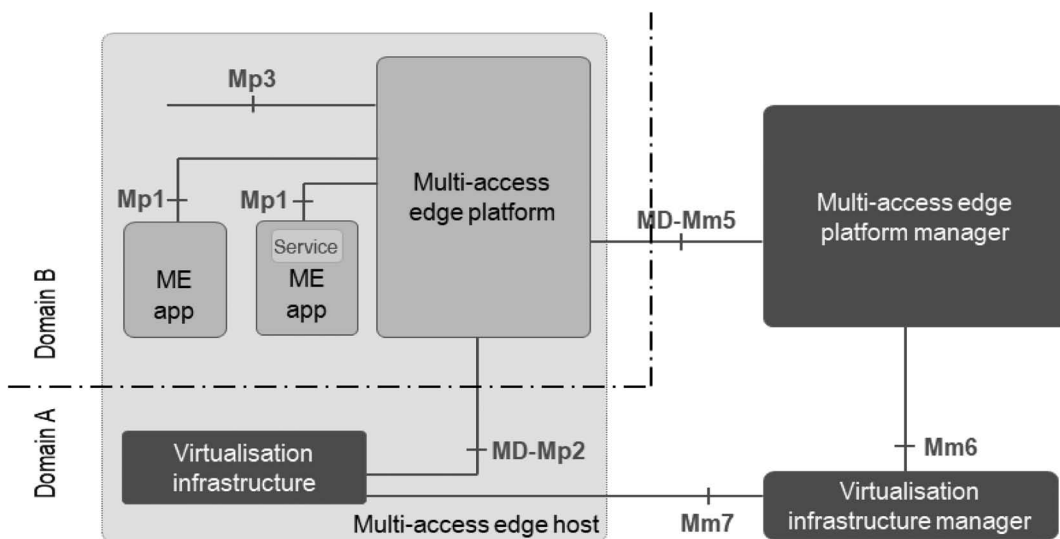 Mp3
Multi-access
edge platform
Mp1
Mp1
Service
ME
app
ME
app
MD-Mm5
Multi-access edge
platform manager
Domain B
Domain A
Virtualisation
infrastructure
MD-Mp2
Mm6
Mm7
Virtualisation
infrastructure manager
Multi-access edge host